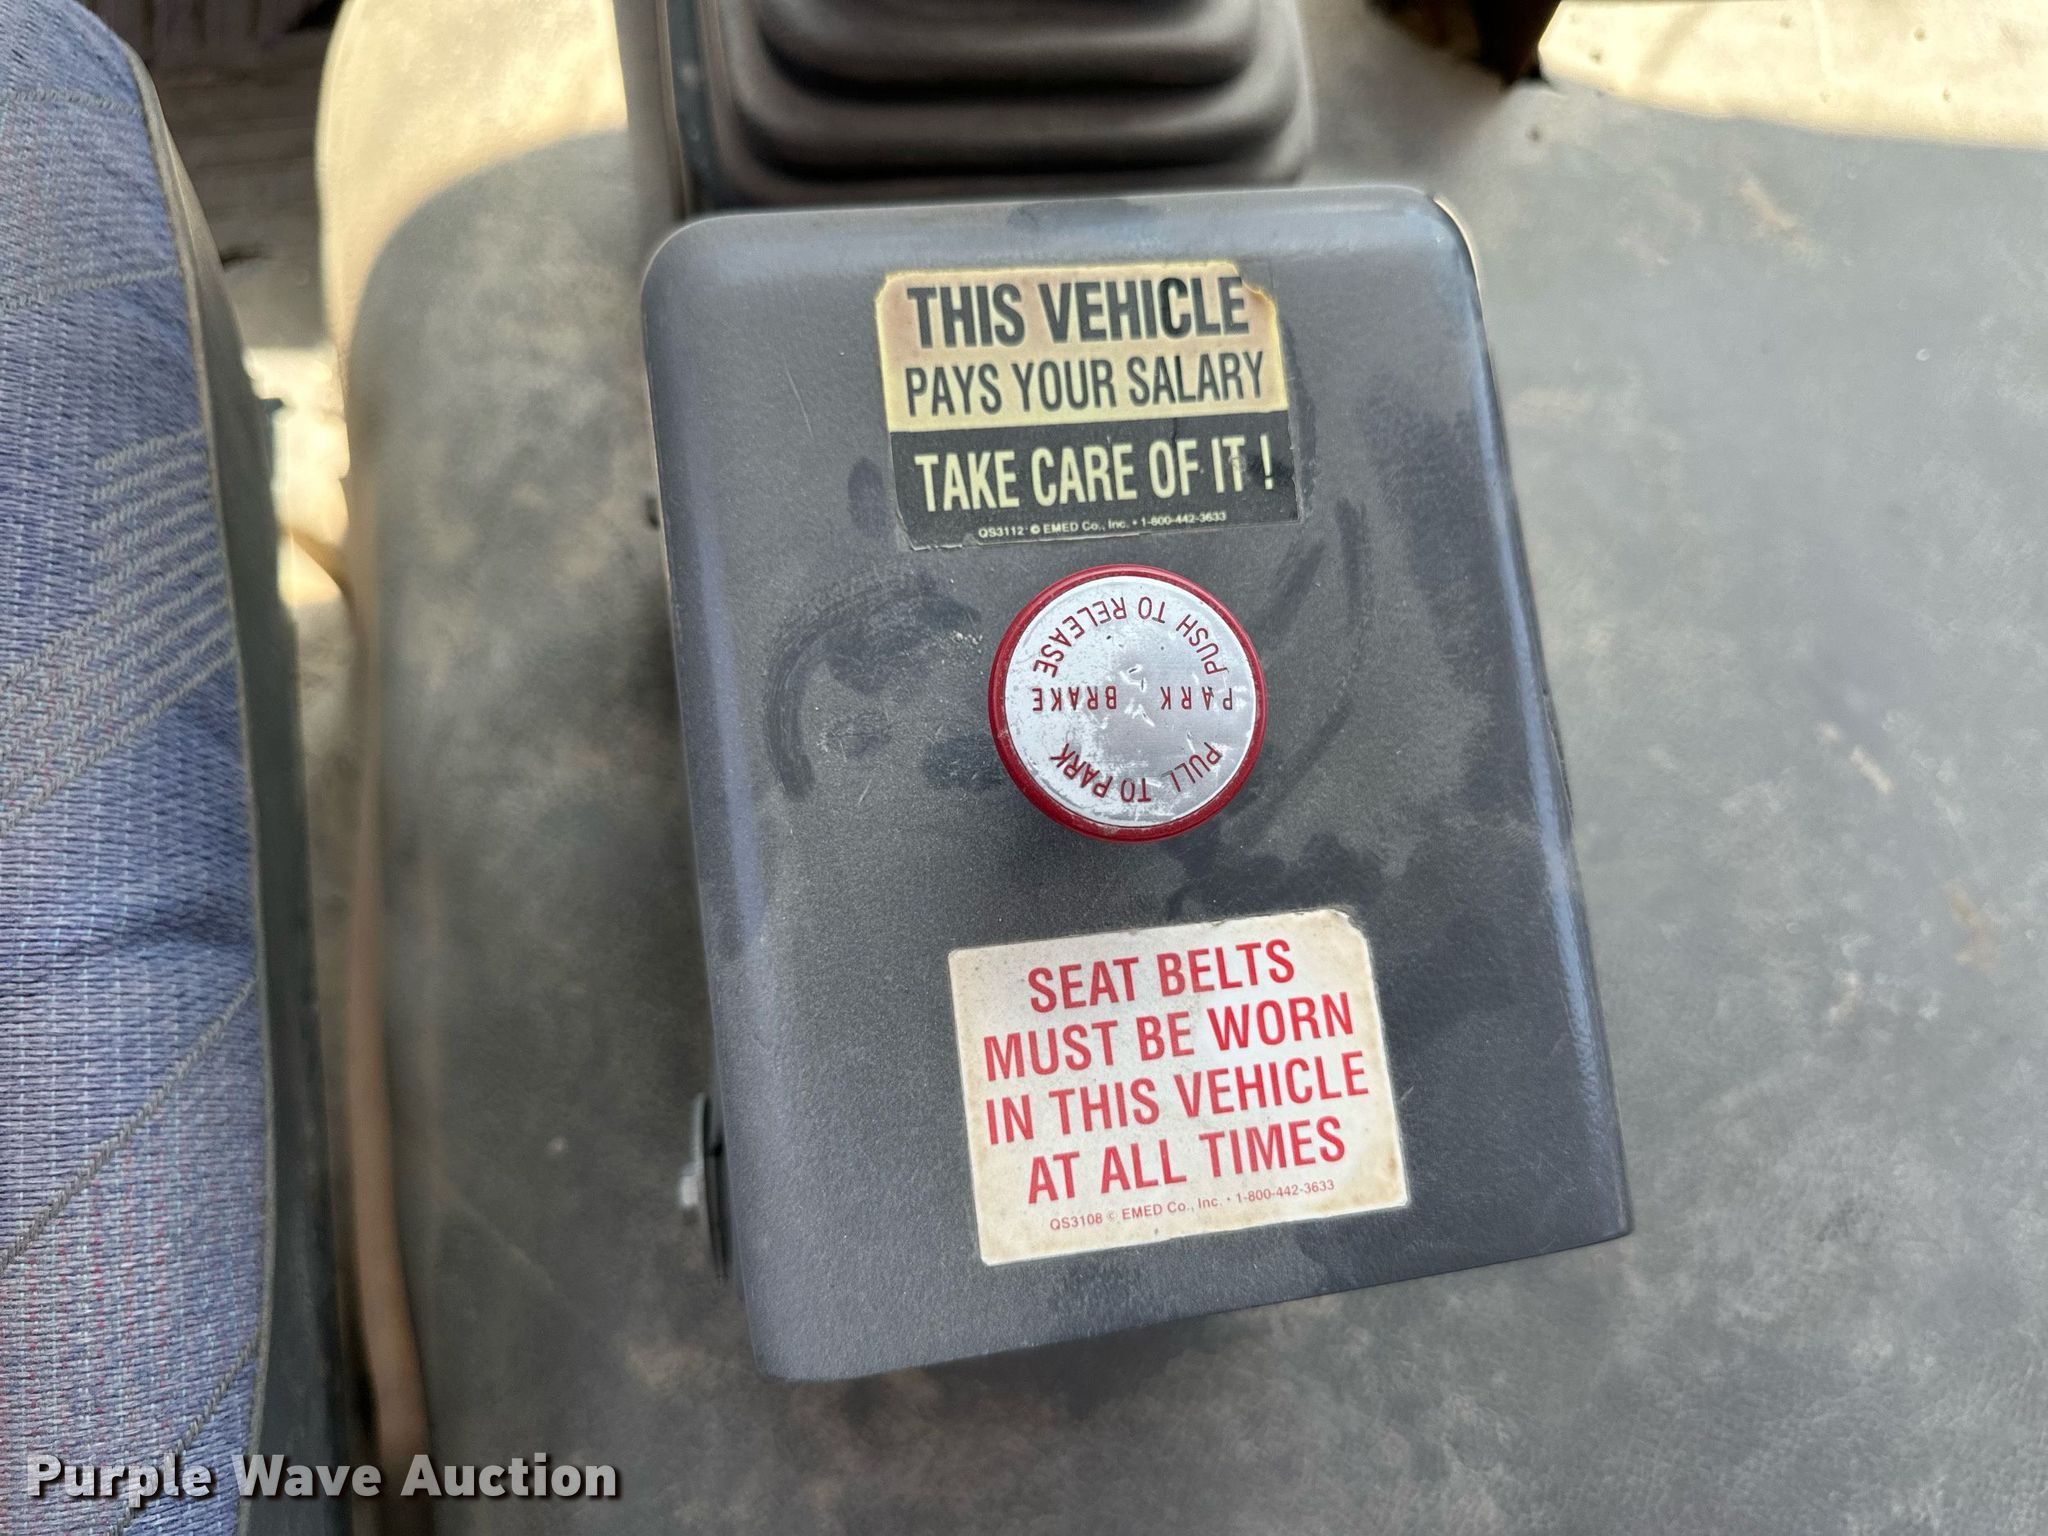 THIS VEHICLE
PAYS YOUR SALARY
TAKE CARE OF IT !
QS3112 © EMED Co., Inc. • 1-800-442-3633
PULL TO PARK
PARK BRAKE
PUSH TO RELEASE
SEAT BELTS
MUST BE WORN
IN THIS VEHICLE
AT ALL TIMES
QS3108 © EMED Co., Inc. • 1-800-442-3633
Purple Wave Auction